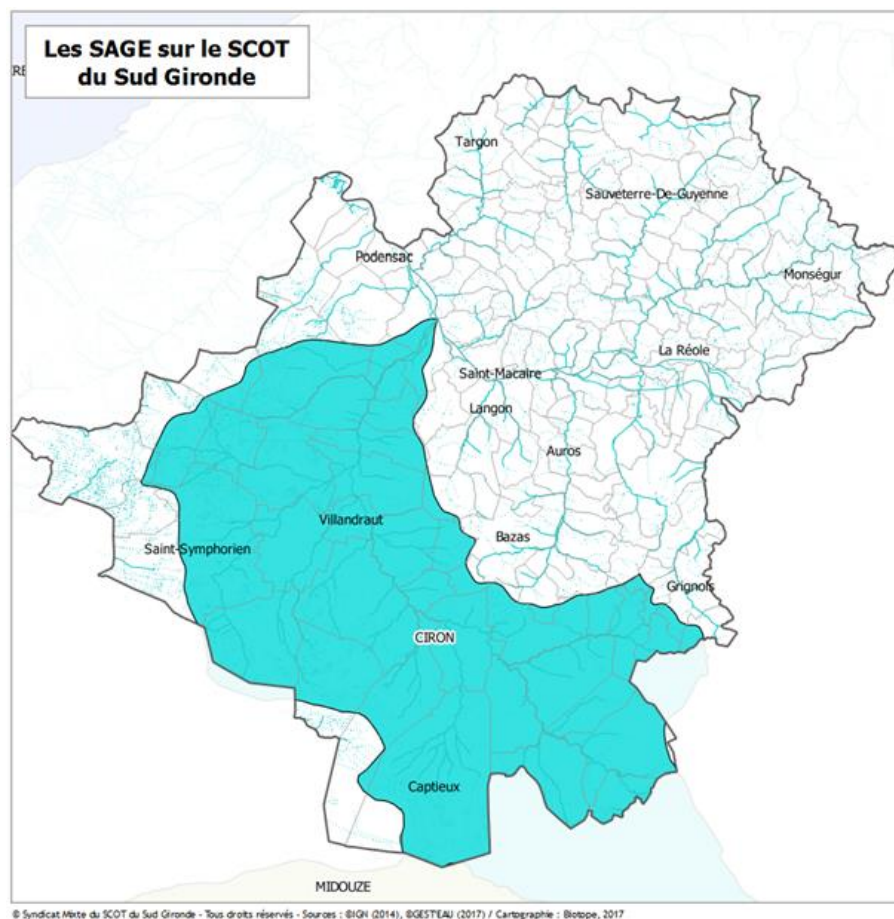 Les SAGE sur le SCOT
du Sud Gironde
RE
Targon
Sauveterre-De-Guyenne
Podensac
Monségur
La Réole
Saint-Macaire
Langon
Auros
Villandraut
Bazas
Saint-Symphorien
Grignols
CIRON
Captieux
MIDOUZE
© Syndicat Mixte du SCOT du Sud Gironde - Tous droits réservés - Sources : ©IGN (2014), ©GEST'EAU (2017) / Cartographie : Biotope, 2017